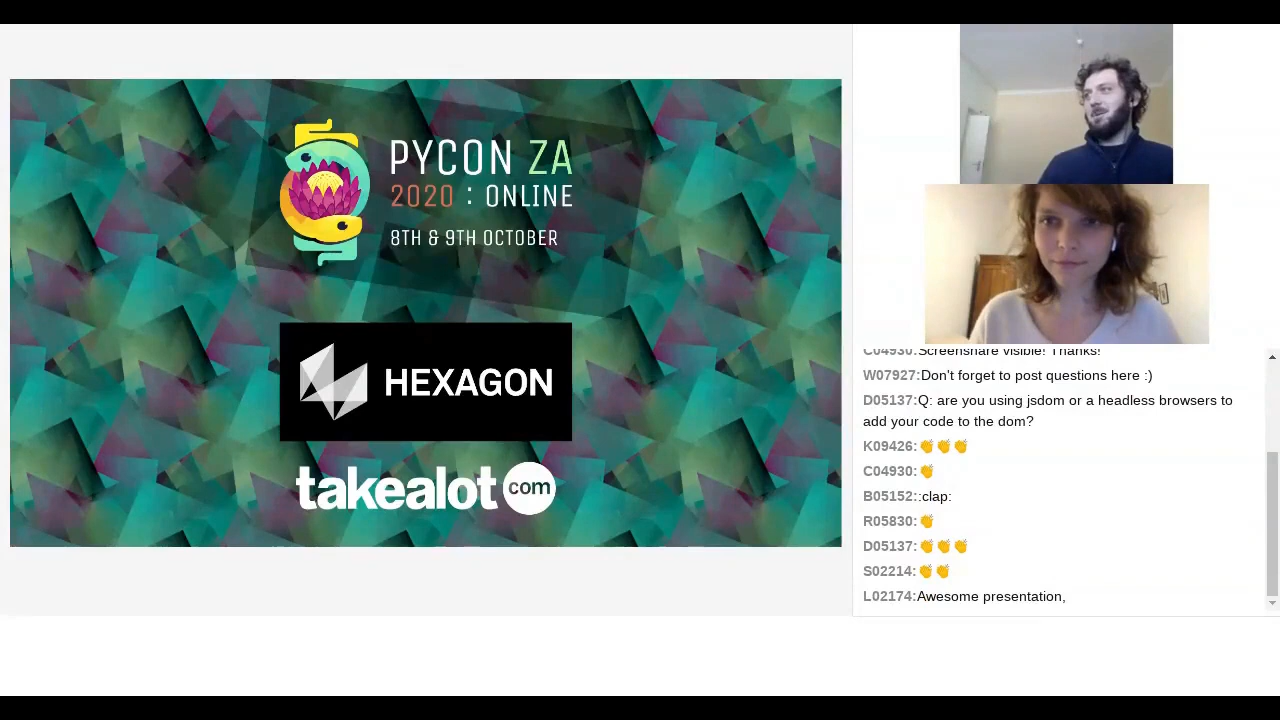 PYCON ZA
2020 : ONLINE
8TH & 9TH OCTOBER
HEXAGON
takealot com
C04930:Screenshare visible! Thanks!
W07927:Don't forget to post questions here :)
D05137:Q: are you using jsdom or a headless browsers to
add your code to the dom?
K09426:👏👏👏
C04930:👏
B05152::clap:
R05830:👏
D05137:👏👏👏
S02214:👏👏
L02174:Awesome presentation,